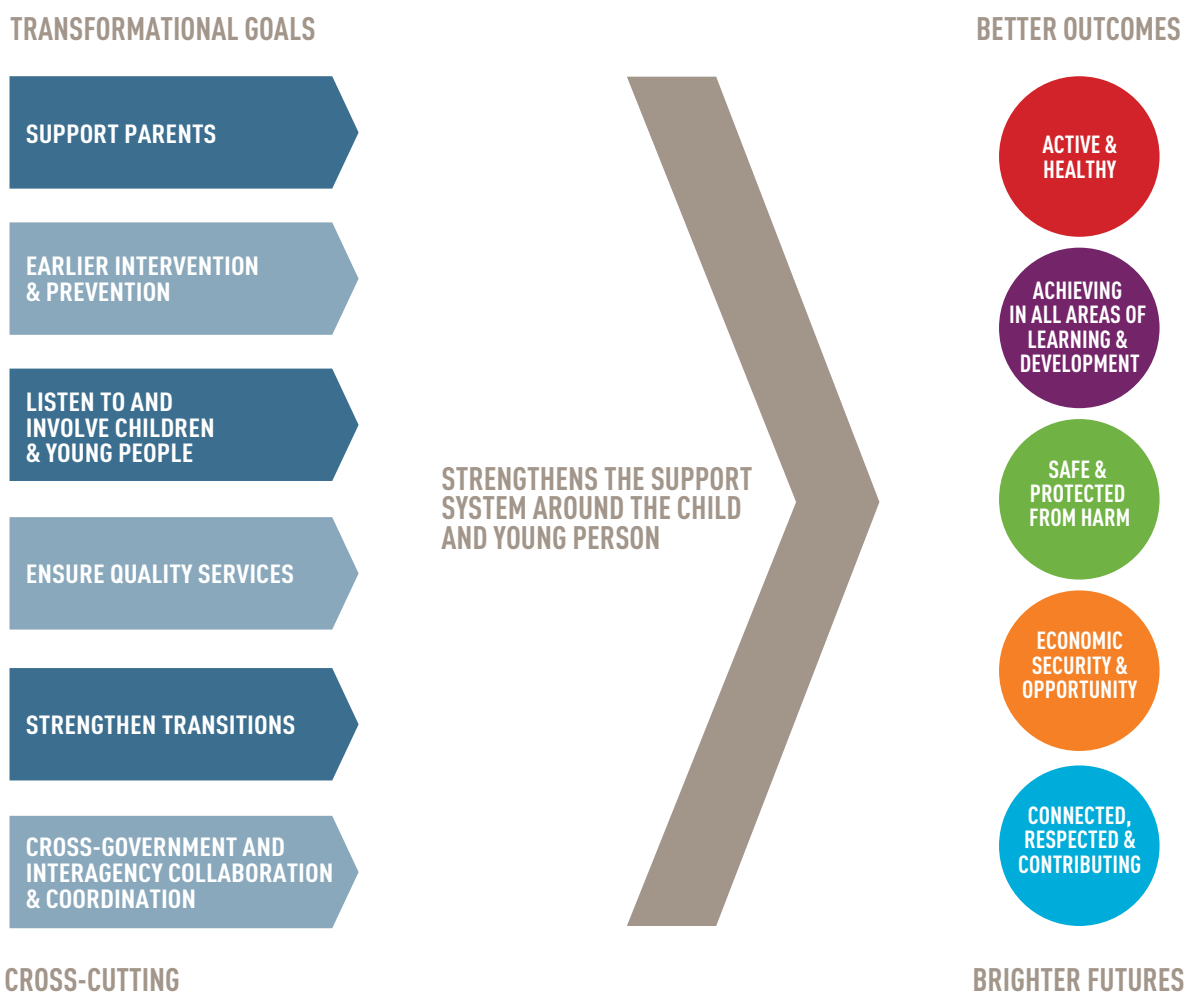 TRANSFORMATIONAL GOALS
SUPPORT PARENTS
EARLIER INTERVENTION
& PREVENTION
LISTEN TO AND
INVOLVE CHILDREN
& YOUNG PEOPLE
ENSURE QUALITY SERVICES
STRENGTHEN TRANSITIONS
CROSS-GOVERNMENT AND
INTERAGENCY COLLABORATION
& COORDINATION
CROSS-CUTTING
STRENGTHENS THE SUPPORT
SYSTEM AROUND THE CHILD
AND YOUNG PERSON
BETTER OUTCOMES
ACTIVE &
HEALTHY
ACHIEVING
IN ALL AREAS OF
LEARNING &
DEVELOPMENT
SAFE &
PROTECTED
FROM HARM
ECONOMIC
SECURITY &
OPPORTUNITY
CONNECTED,
RESPECTED &
CONTRIBUTING
BRIGHTER FUTURES